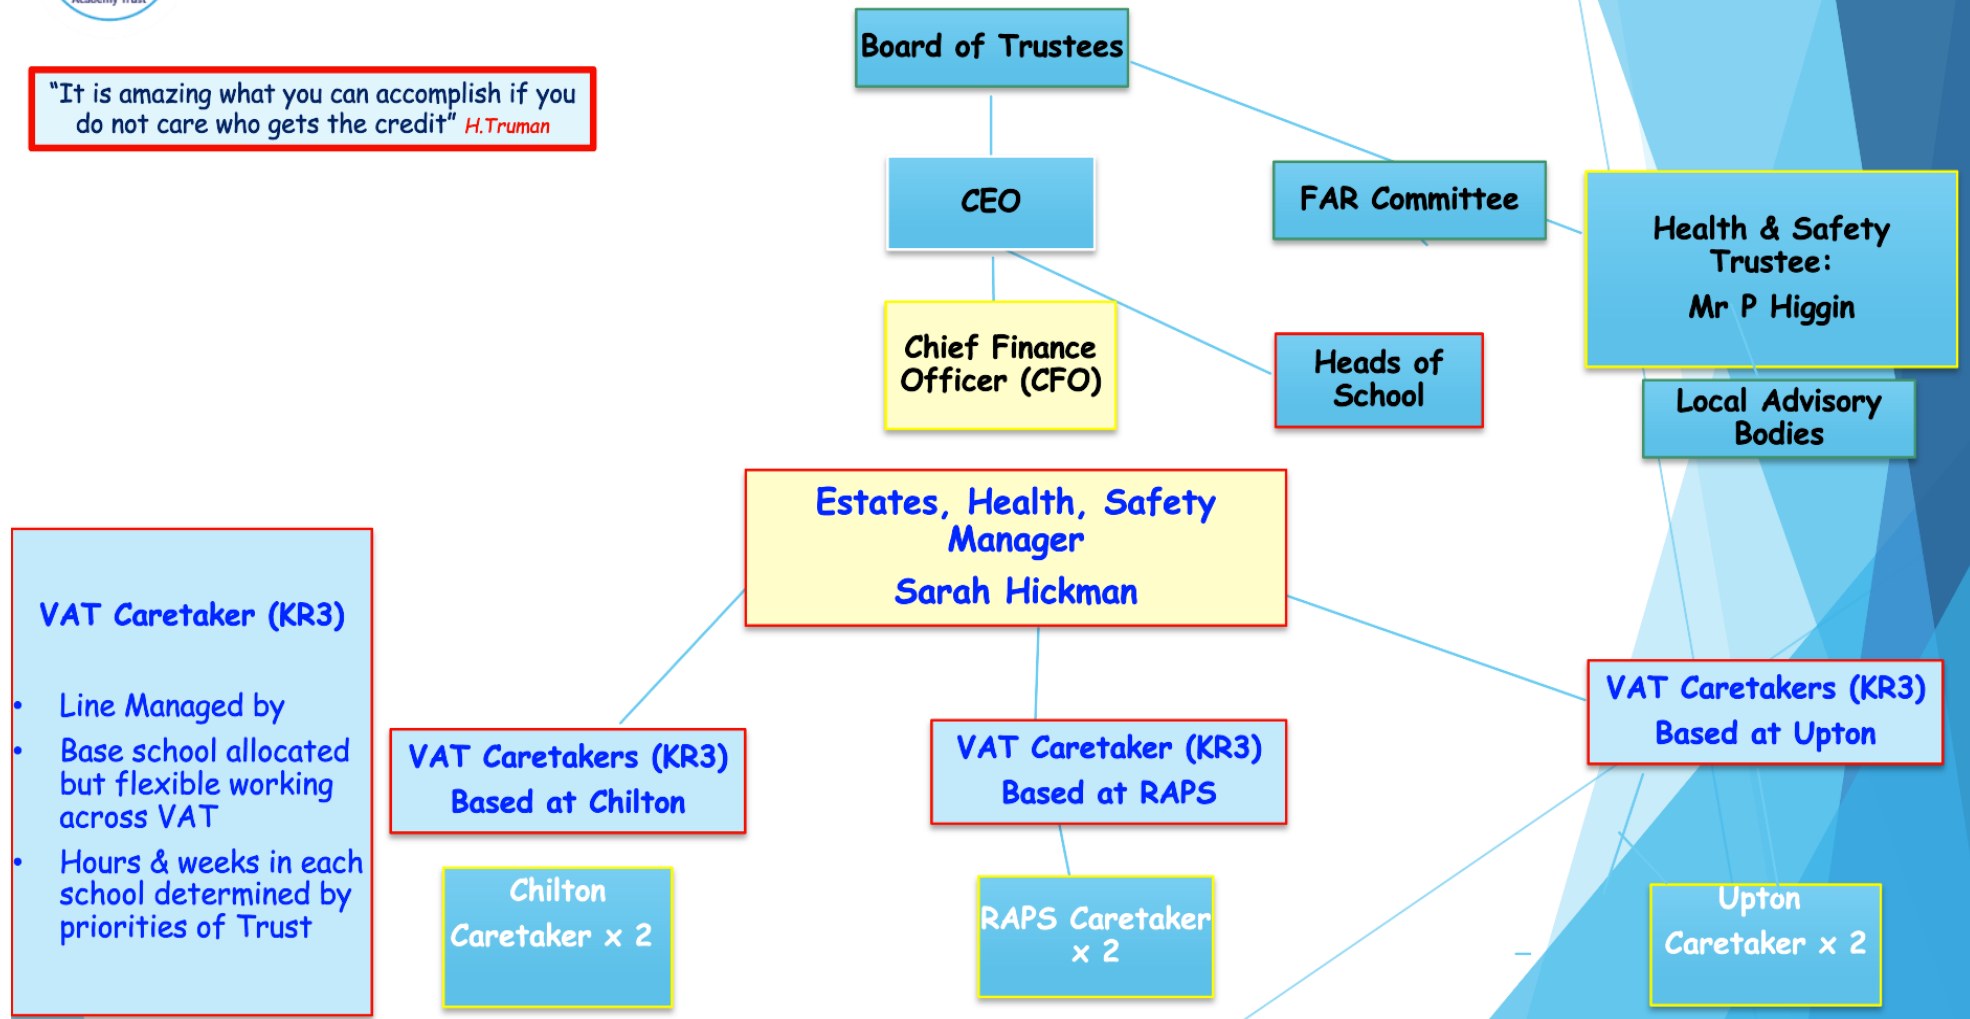 Academy Trust
“It is amazing what you can accomplish if you
do not care who gets the credit” H.Truman
Board of Trustees
CEO
FAR Committee
Health & Safety
Trustee:
Mr P Higgin
Chief Finance
Officer (CFO)
Heads of
School
Local Advisory
Bodies
Estates, Health, Safety
Manager
Sarah Hickman
VAT Caretaker (KR3)
• Line Managed by
• Base school allocated
but flexible working
across VAT
• Hours & weeks in each
school determined by
priorities of Trust
VAT Caretakers (KR3)
Based at Chilton
VAT Caretaker (KR3)
Based at RAPS
VAT Caretakers (KR3)
Based at Upton
Chilton
Caretaker x 2
RAPS Caretaker
x 2
Upton
Caretaker x 2